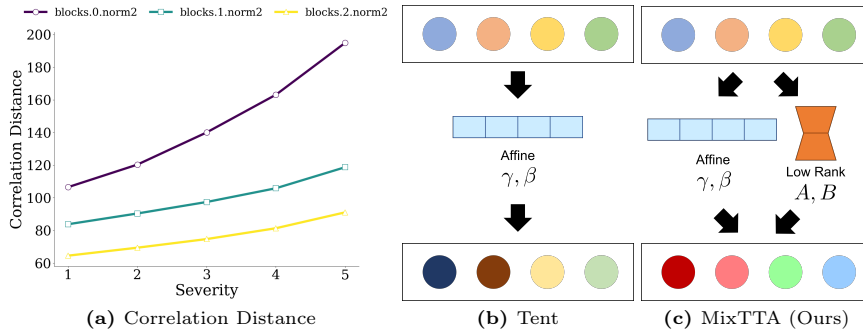 blocks.0.norm2 blocks.1.norm2 blocks.2.norm2
Correlation Distance
200
180
160
140
120
100
80
60
1 2 3 4 5
Severity
(a) Correlation Distance
Affine
γ, β
(b) Tent
Affine
γ, β
Low Rank
A, B
(c) MixTTA (Ours)